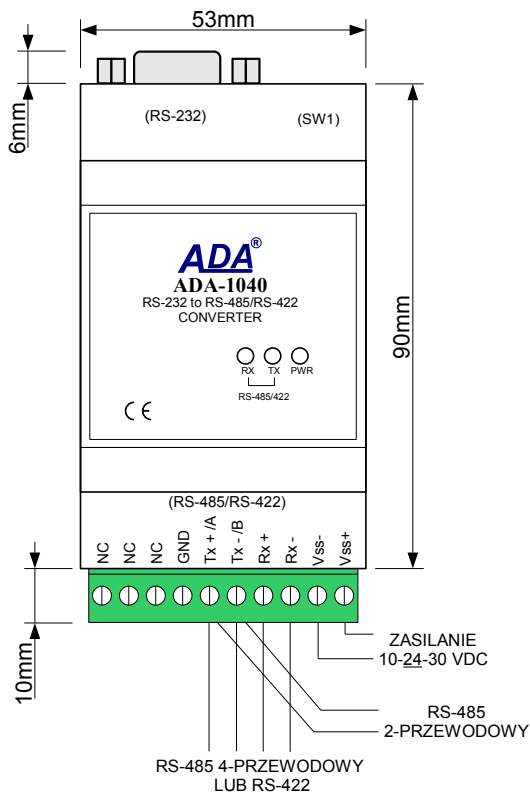 53mm
6mm
(RS-232)
(SW1)
ADA®
ADA-1040
RS-232 to RS-485/RS-422
CONVERTER
RX TX PWR
RS-485/422
CE
90mm
(RS-485/RS-422)
NC NC NC GND Tx + /A Tx - /B Rx + Rx - Vss- Vss+
10mm
ZASILANIE
10-24-30 VDC
RS-485
2-PRZEWODOWY
RS-485 4-PRZEWODOWY
LUB RS-422